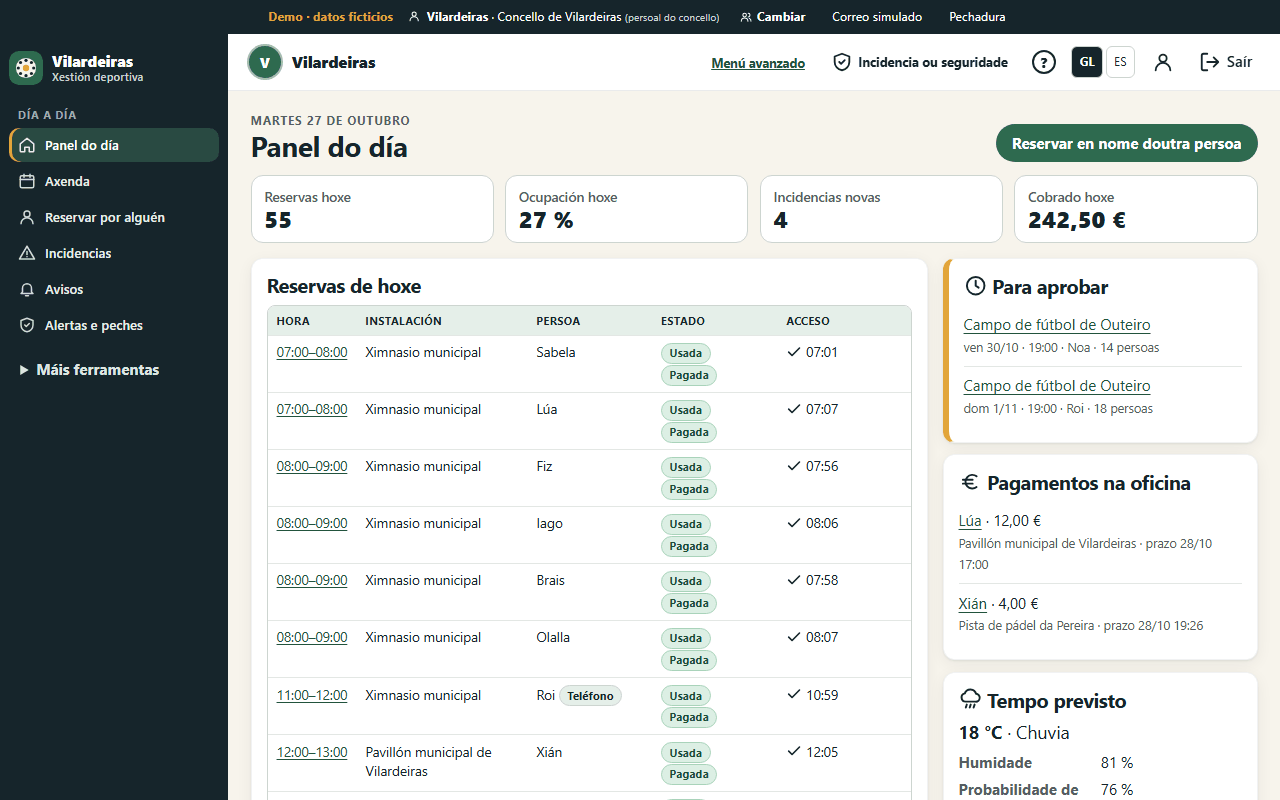 Demo · datos ficticios Vilardeiras · Concello de Vilardeiras (persoal do concello) Cambiar Correo simulado Pechadura
Vilardeiras
Xestión deportiva
DÍA A DÍA
Panel do día
Axenda
Reservar por alguén
Incidencias
Avisos
Alertas e peches
Máis ferramentas
V Vilardeiras Menú avanzado Incidencia ou seguridade ? GL ES Saír
MARTES 27 DE OUTUBRO
Panel do día
Reservar en nome doutra persoa
Reservas hoxe
55
Ocupación hoxe
27 %
Incidencias novas
4
Cobrado hoxe
242,50 €
Reservas de hoxe
HORA INSTALACIÓN PERSOA ESTADO ACCESO
07:00–08:00 Ximnasio municipal Sabela Usada 07:01
Pagada
07:00–08:00 Ximnasio municipal Lúa Usada 07:07
Pagada
08:00–09:00 Ximnasio municipal Fiz Usada 07:56
Pagada
08:00–09:00 Ximnasio municipal Iago Usada 08:06
Pagada
08:00–09:00 Ximnasio municipal Brais Usada 07:58
Pagada
08:00–09:00 Ximnasio municipal Olalla Usada 08:07
Pagada
11:00–12:00 Ximnasio municipal Roi Teléfono Usada 10:59
Pagada
12:00–13:00 Pavillón municipal de Xián Usada 12:05
Vilardeiras Pagada
Para aprobar
Campo de fútbol de Outeiro
ven 30/10 · 19:00 · Noa · 14 persoas
Campo de fútbol de Outeiro
dom 1/11 · 19:00 · Roi · 18 persoas
€ Pagamentos na oficina
Lúa · 12,00 €
Pavillón municipal de Vilardeiras · prazo 28/10
17:00
Xián · 4,00 €
Pista de pádel da Pereira · prazo 28/10 19:26
Tempo previsto
18 °C · Chuvia
Humidade 81 %
Probabilidade de 76 %